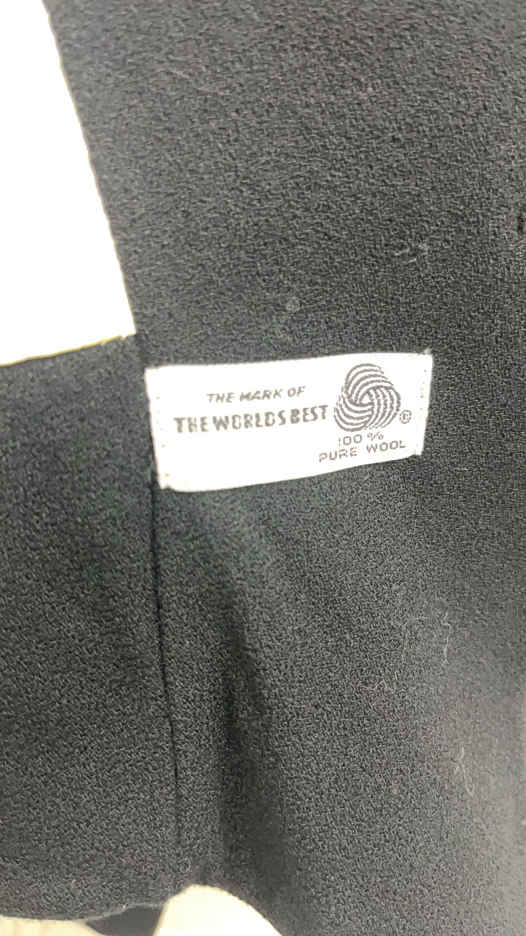 THE MARK OF
THE WORLDS BEST
®
100%
PURE WOOL